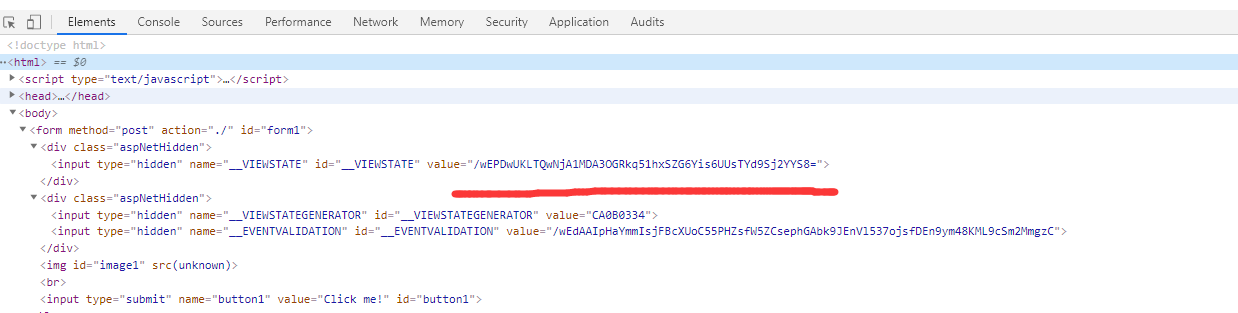 Elements Console Sources Performance Network Memory Security Application Audits
<!doctype html>
<html> == $0
<script type="text/javascript">…</script>
<head>…</head>
<body>
<form method="post" action="./" id="form1">
<div class="aspNetHidden">
<input type="hidden" name="__VIEWSTATE" id="__VIEWSTATE" value="/wEPDwUKLTQwNjA1MDA3OGRkq51hxSZG6Yis6UUsTYd9Sj2YYS8=">
</div>
<div class="aspNetHidden">
<input type="hidden" name="__VIEWSTATEGENERATOR" id="__VIEWSTATEGENERATOR" value="CA0B0334">
<input type="hidden" name="__EVENTVALIDATION" id="__EVENTVALIDATION" value="/wEdAAIpHaYmmIsjFBcXUoC55PHZsfW5ZCsephGAbk9JEnVl537ojsfDEn9ym48KML9cSm2MmgzC">
</div>
<img id="image1" src(unknown)>
<br>
<input type="submit" name="button1" value="Click me!" id="button1">